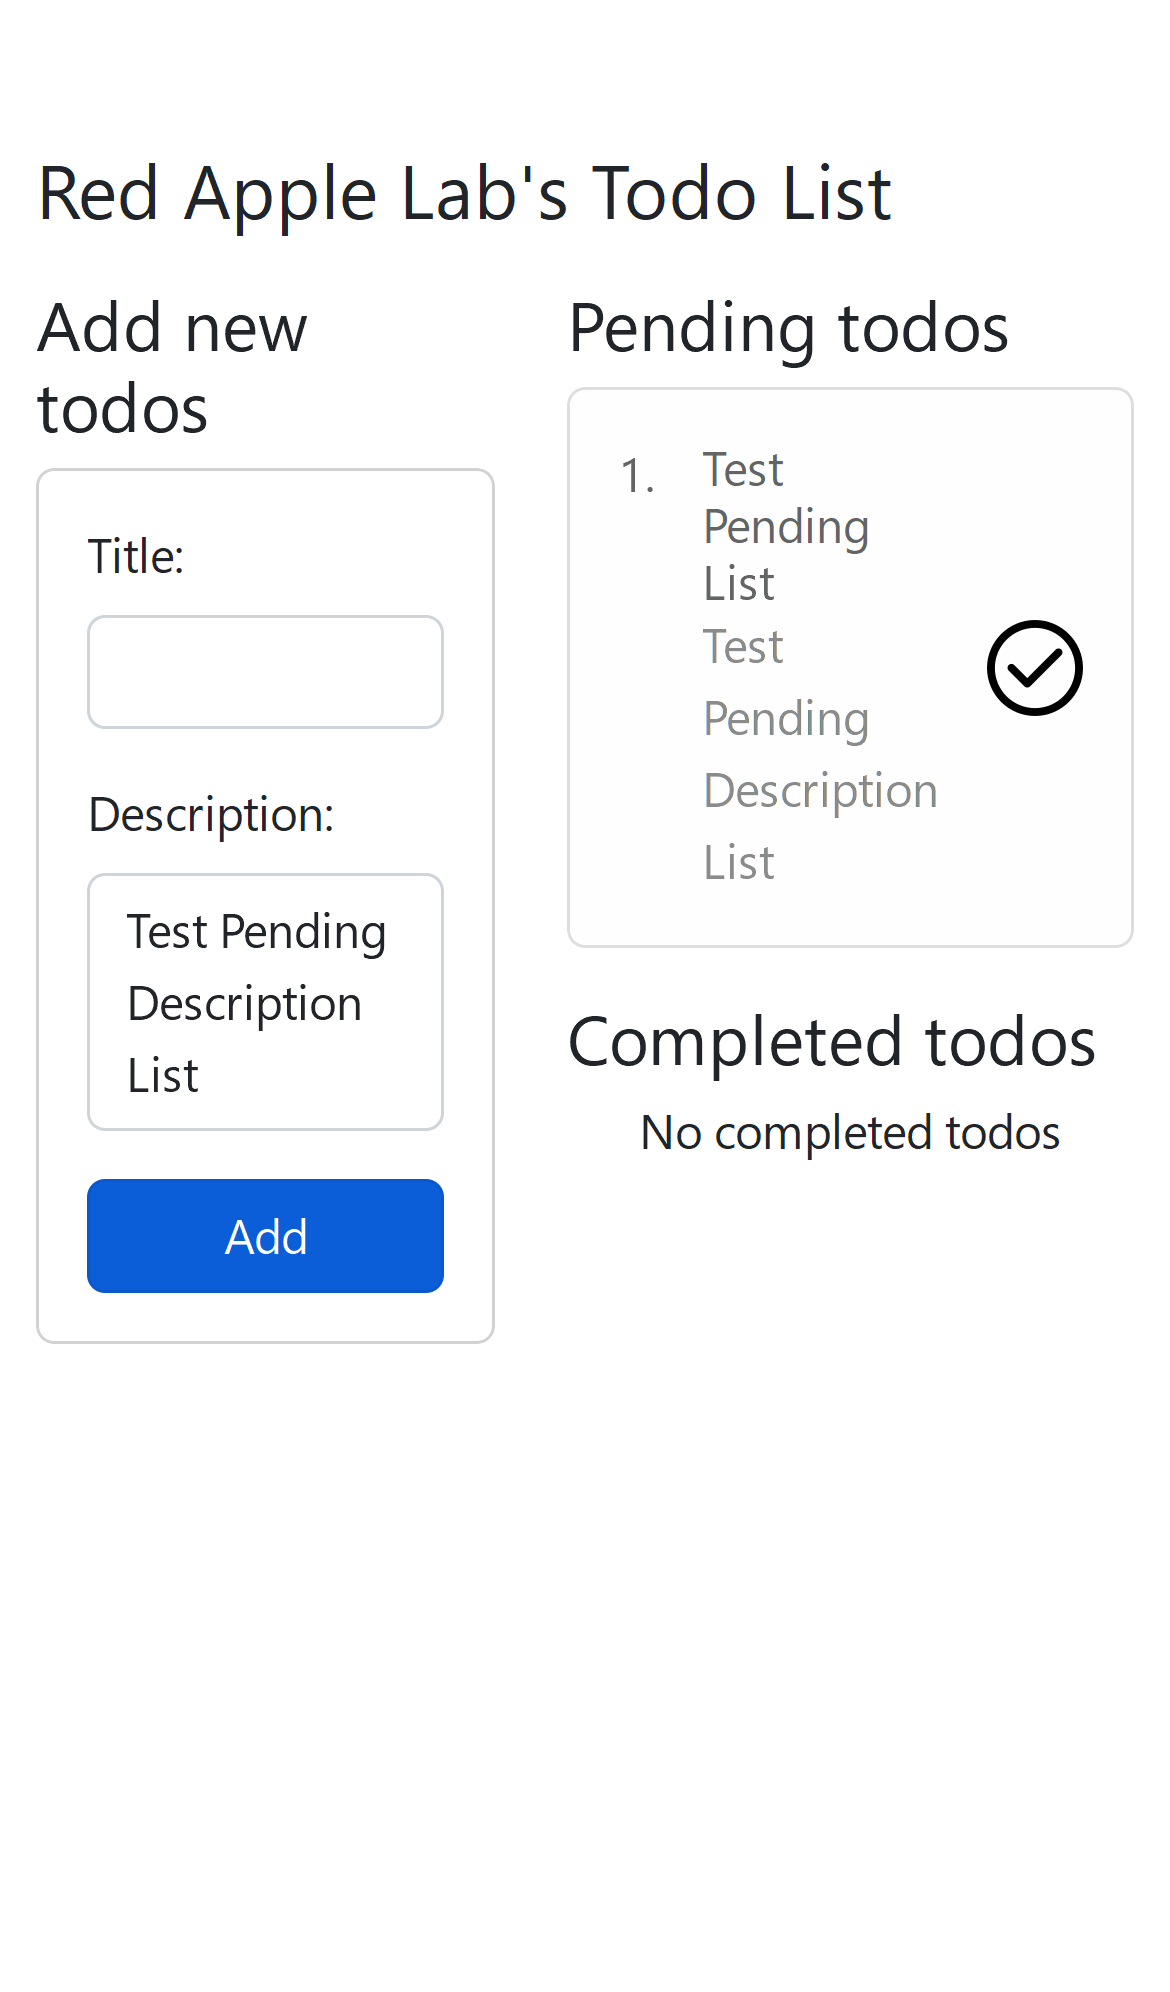 Red Apple Lab's Todo List
Add new
todos
Title:
Description:
Test Pending
Description
List
Add
Pending todos
1.
Test
Pending
List
Test
Pending
Description
List
Completed todos
No completed todos